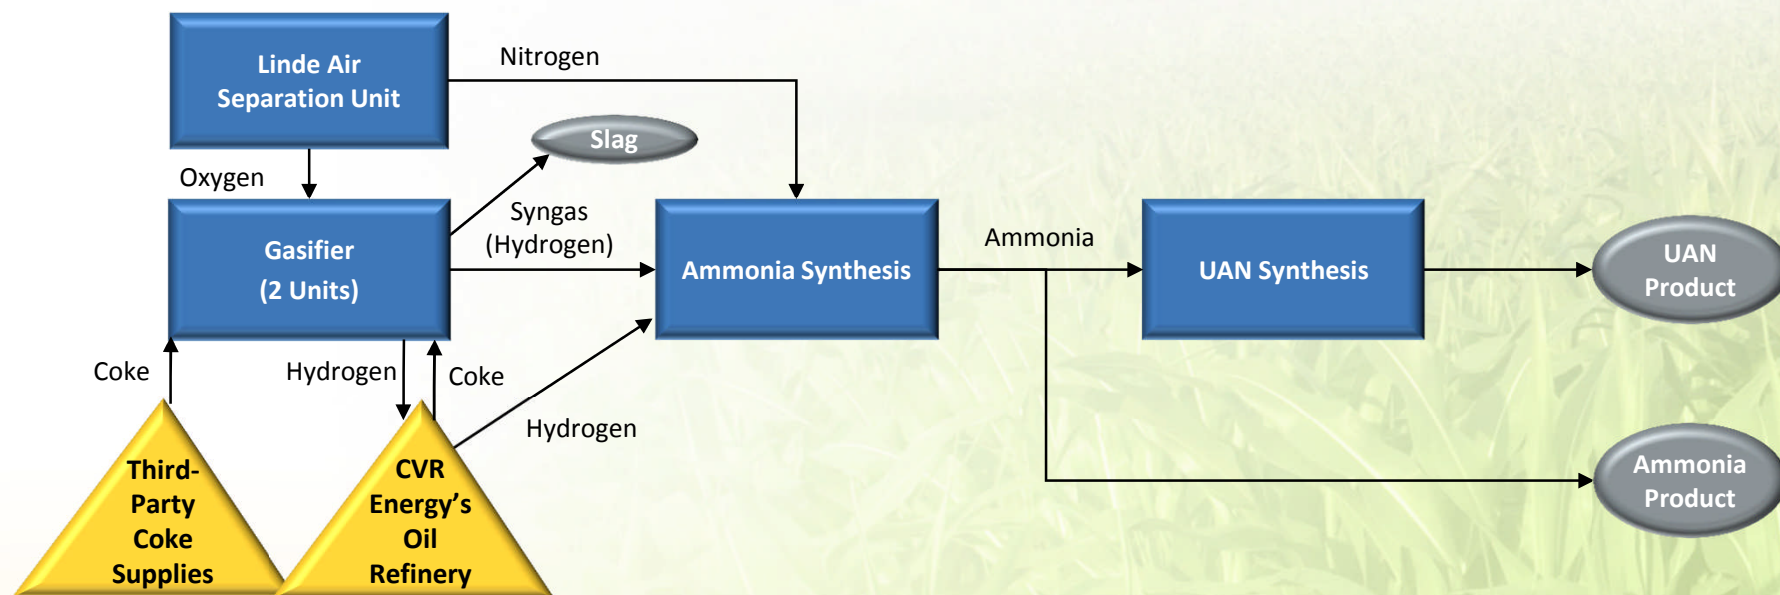 Linde Air
Separation Unit
Nitrogen
Slag
Oxygen
Gasifier
(2 Units)
Syngas
(Hydrogen)
Ammonia Synthesis
Ammonia
UAN Synthesis
UAN
Product
Coke
Hydrogen
Coke
Hydrogen
Third-
Party
Coke
Supplies
CVR
Energy’s
Oil
Refinery
Ammonia
Product